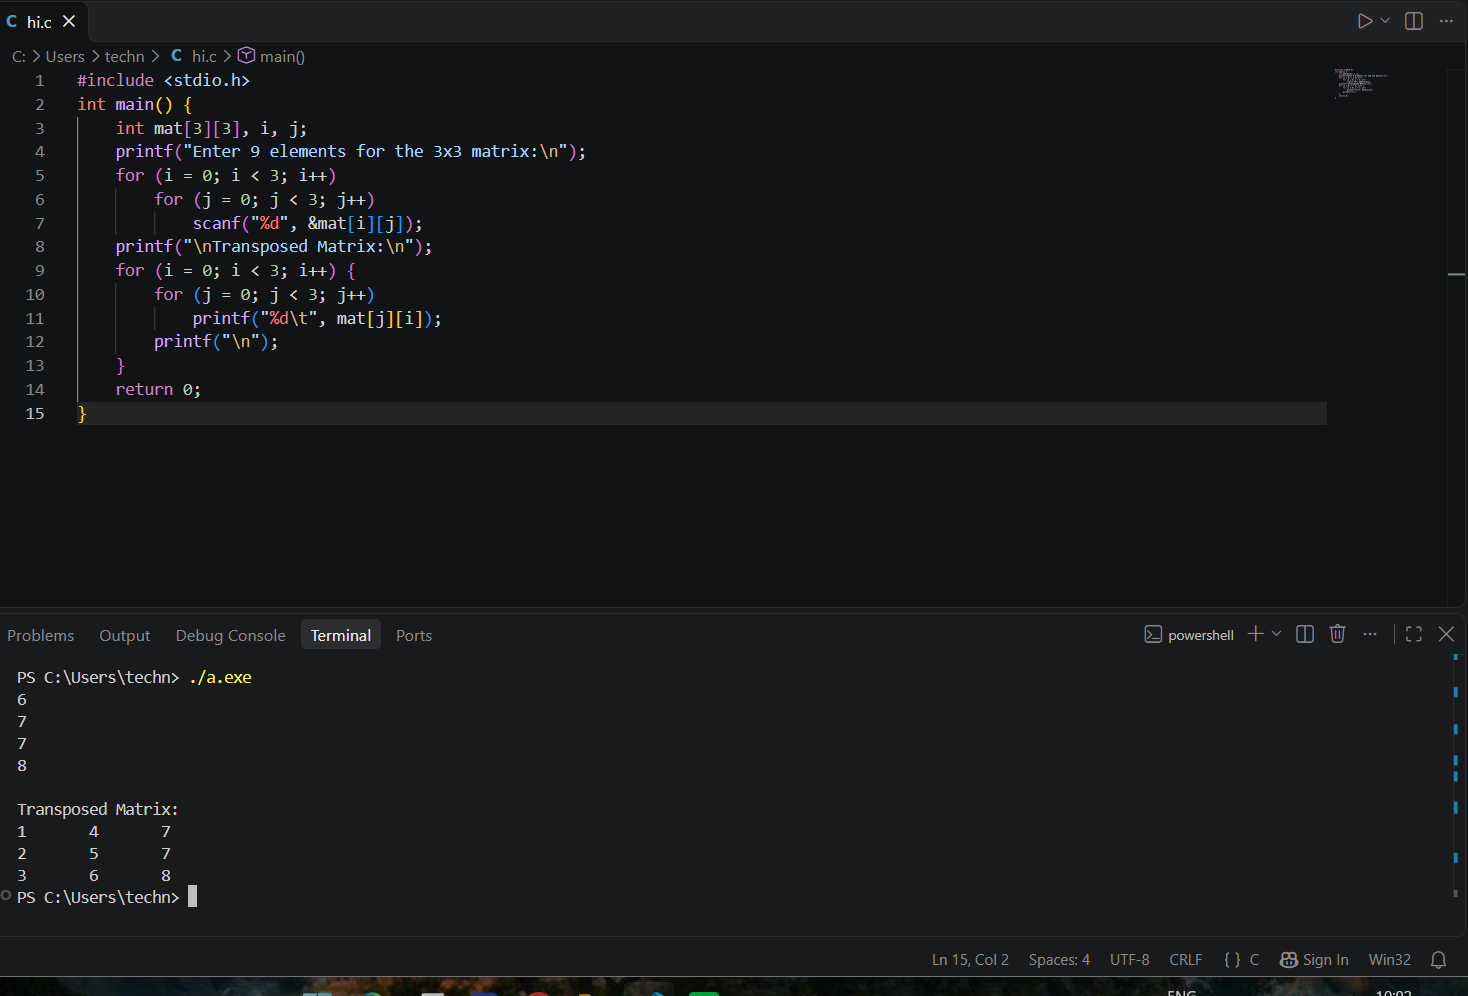 C hi.c
C: > Users > techn > C hi.c > main()
1 #include <stdio.h>
2 int main() {
3     int mat[3][3], i, j;
4     printf("Enter 9 elements for the 3x3 matrix:\n");
5     for (i = 0; i < 3; i++)
6         for (j = 0; j < 3; j++)
7             scanf("%d", &mat[i][j]);
8     printf("\nTransposed Matrix:\n");
9     for (i = 0; i < 3; i++) {
10         for (j = 0; j < 3; j++)
11             printf("%d\t", mat[j][i]);
12         printf("\n");
13     }
14     return 0;
15 }
Problems Output Debug Console Terminal Ports powershell
PS C:\Users\techn> ./a.exe
6
7
7
8
Transposed Matrix:
1 4 7
2 5 7
3 6 8
PS C:\Users\techn>
Ln 15, Col 2 Spaces: 4 UTF-8 CRLF { } C Sign In Win32
ENG